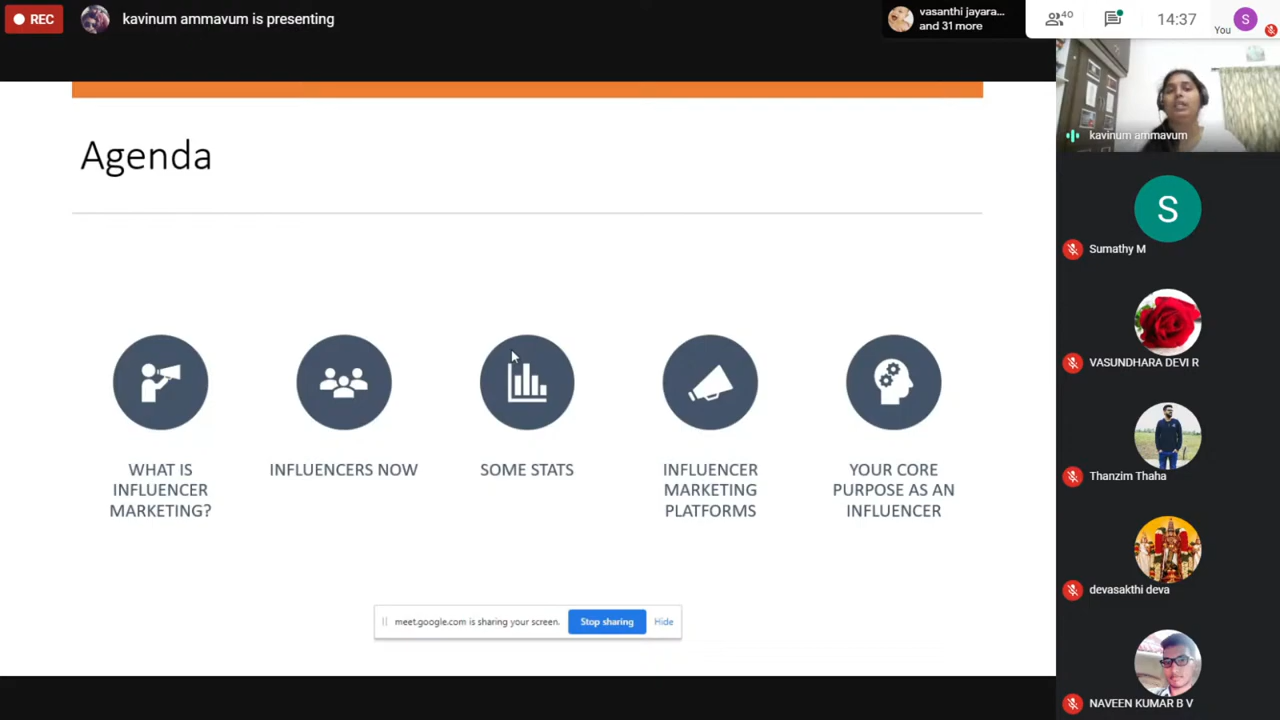 REC
kavinum ammavum is presenting
vasanthi jayara...
and 31 more
40
14:37
You
S
Agenda
kavinum ammavum
S
Sumathy M
VASUNDHARA DEVI R
Thanzim Thaha
devasakthi deva
NAVEEN KUMAR B V
WHAT IS
INFLUENCER
MARKETING?
INFLUENCERS NOW
SOME STATS
INFLUENCER
MARKETING
PLATFORMS
YOUR CORE
PURPOSE AS AN
INFLUENCER
meet.google.com is sharing your screen.
Stop sharing
Hide